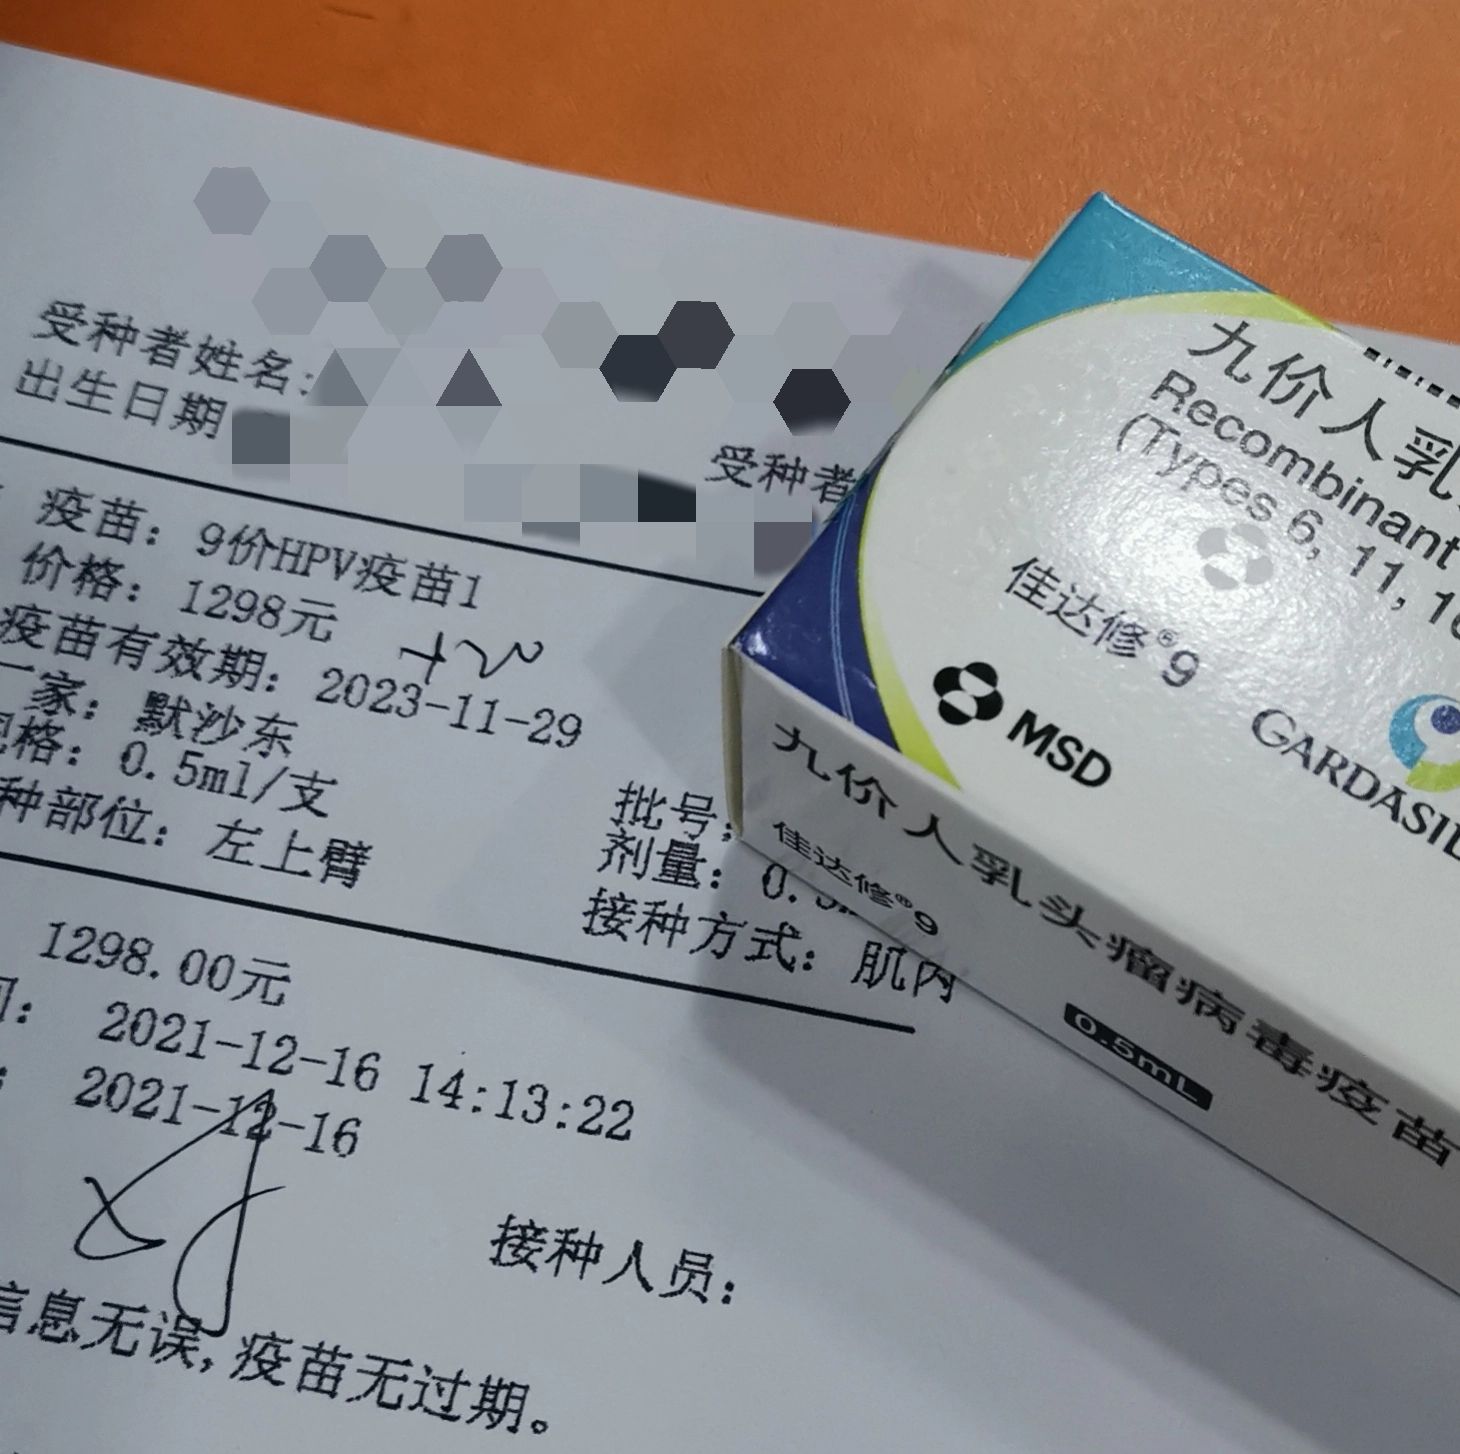 受种者姓名:
出生日期
受种者
疫苗: 9价HPV疫苗1
价格: 1298元
疫苗有效期: 2023-11-29
家: 默沙东
格: 0.5ml/支
批号:
种部位: 左上臂
剂量: 0.5
接种方式: 肌内
1298.00元
2021-12-16 14:13:22
2021-12-16
接种人员:
信息无误, 疫苗无过期。
九价人乳
Recombinant
(Types 6, 11, 16
佳达修®9
MSD
GARDASIL
九价人乳头瘤病毒疫苗
佳达修®9
0.5mL